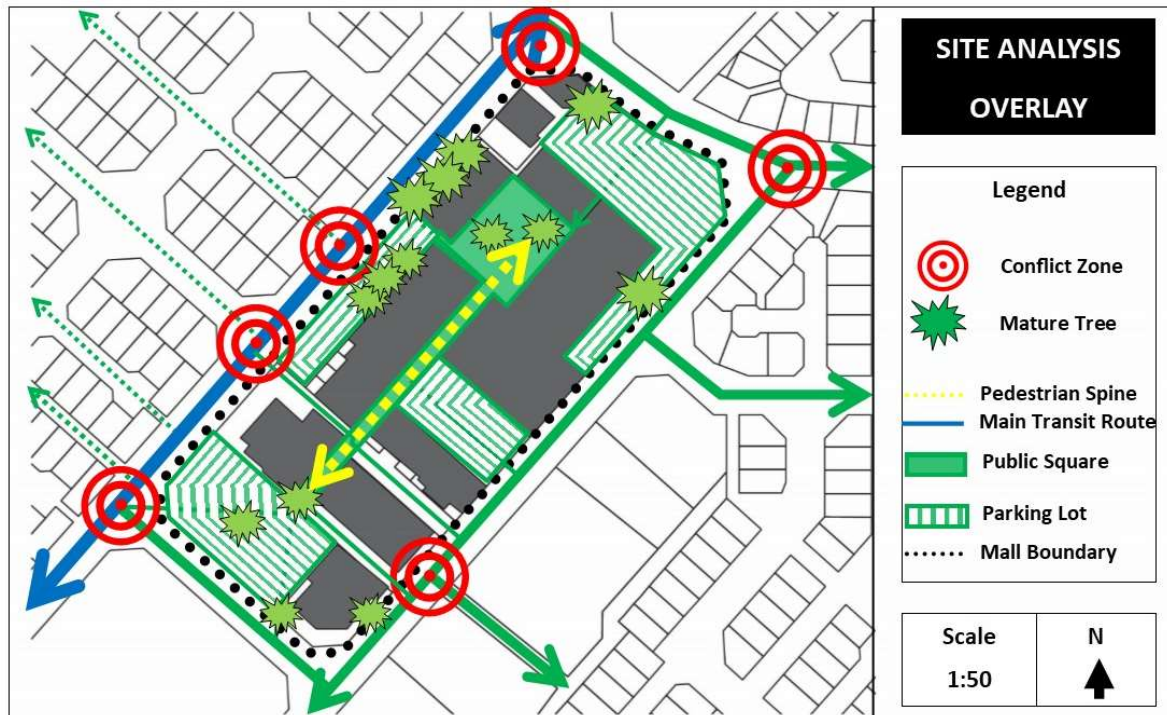 SITE ANALYSIS
OVERLAY
Legend
Conflict Zone
Mature Tree
Pedestrian Spine
Main Transit Route
Public Square
Parking Lot
Mall Boundary
Scale
1:50
N